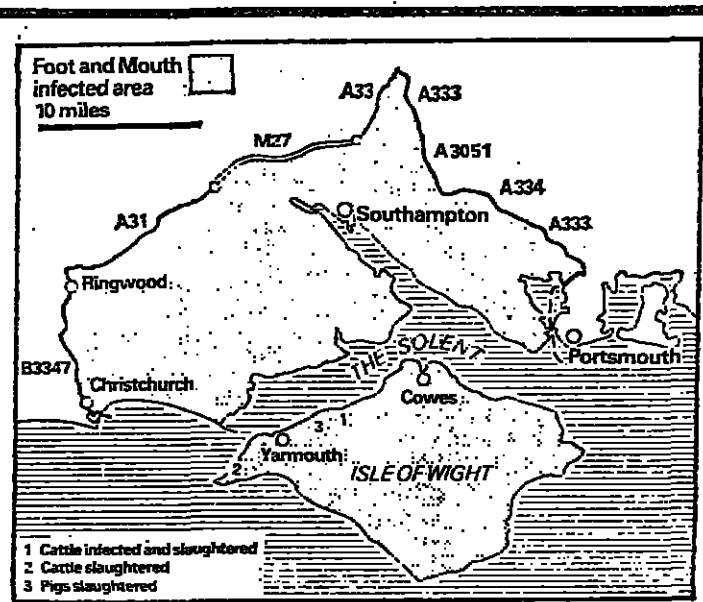 Foot and Mouth
infected area
10 miles
A33
A333
M27
A3051
A334
A31
Southampton
A333
Ringwood
THE SOLENT
Portsmouth
B3347
Christchurch
Cowes
3 1
Yarmouth
2
ISLE OF WIGHT
1 Cattle infected and slaughtered
2 Cattle slaughtered
3 Pigs slaughtered